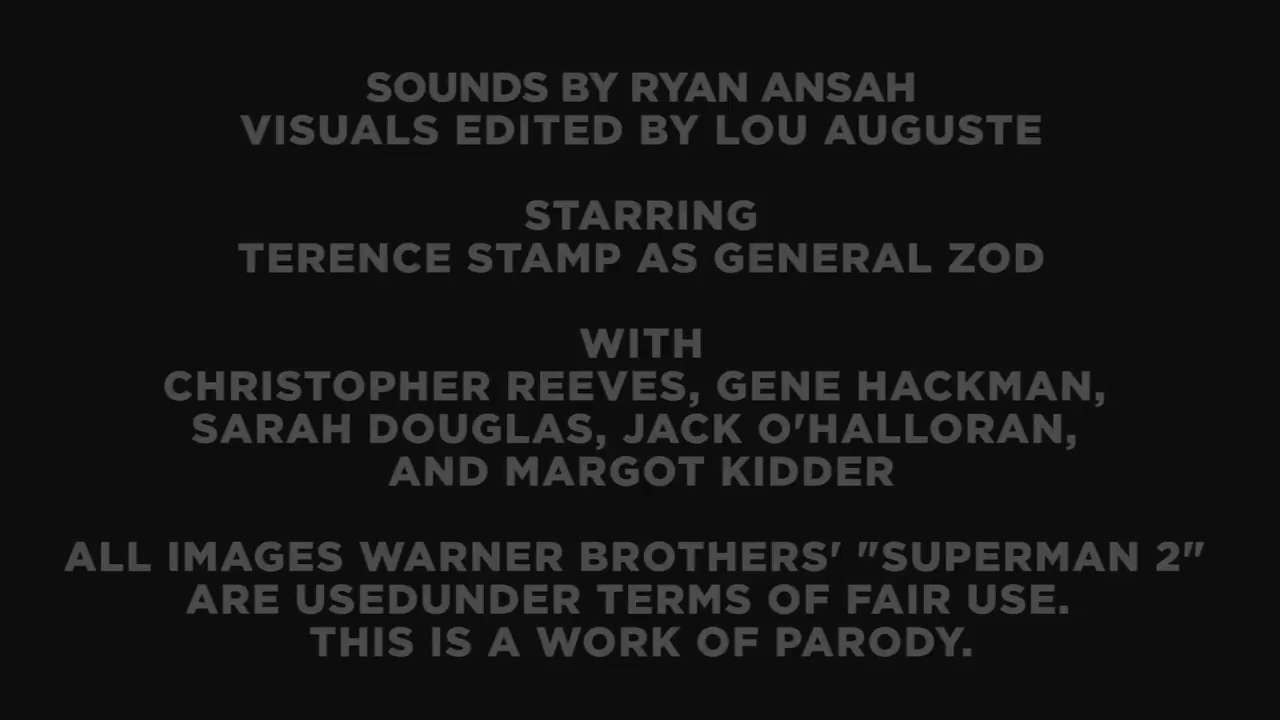 SOUNDS BY RYAN ANSAH
VISUALS EDITED BY LOU AUGUSTE
STARRING
TERENCE STAMP AS GENERAL ZOD
WITH
CHRISTOPHER REEVES, GENE HACKMAN,
SARAH DOUGLAS, JACK O'HALLORAN,
AND MARGOT KIDDER
ALL IMAGES WARNER BROTHERS' "SUPERMAN 2"
ARE USEDUNDER TERMS OF FAIR USE.
THIS IS A WORK OF PARODY.